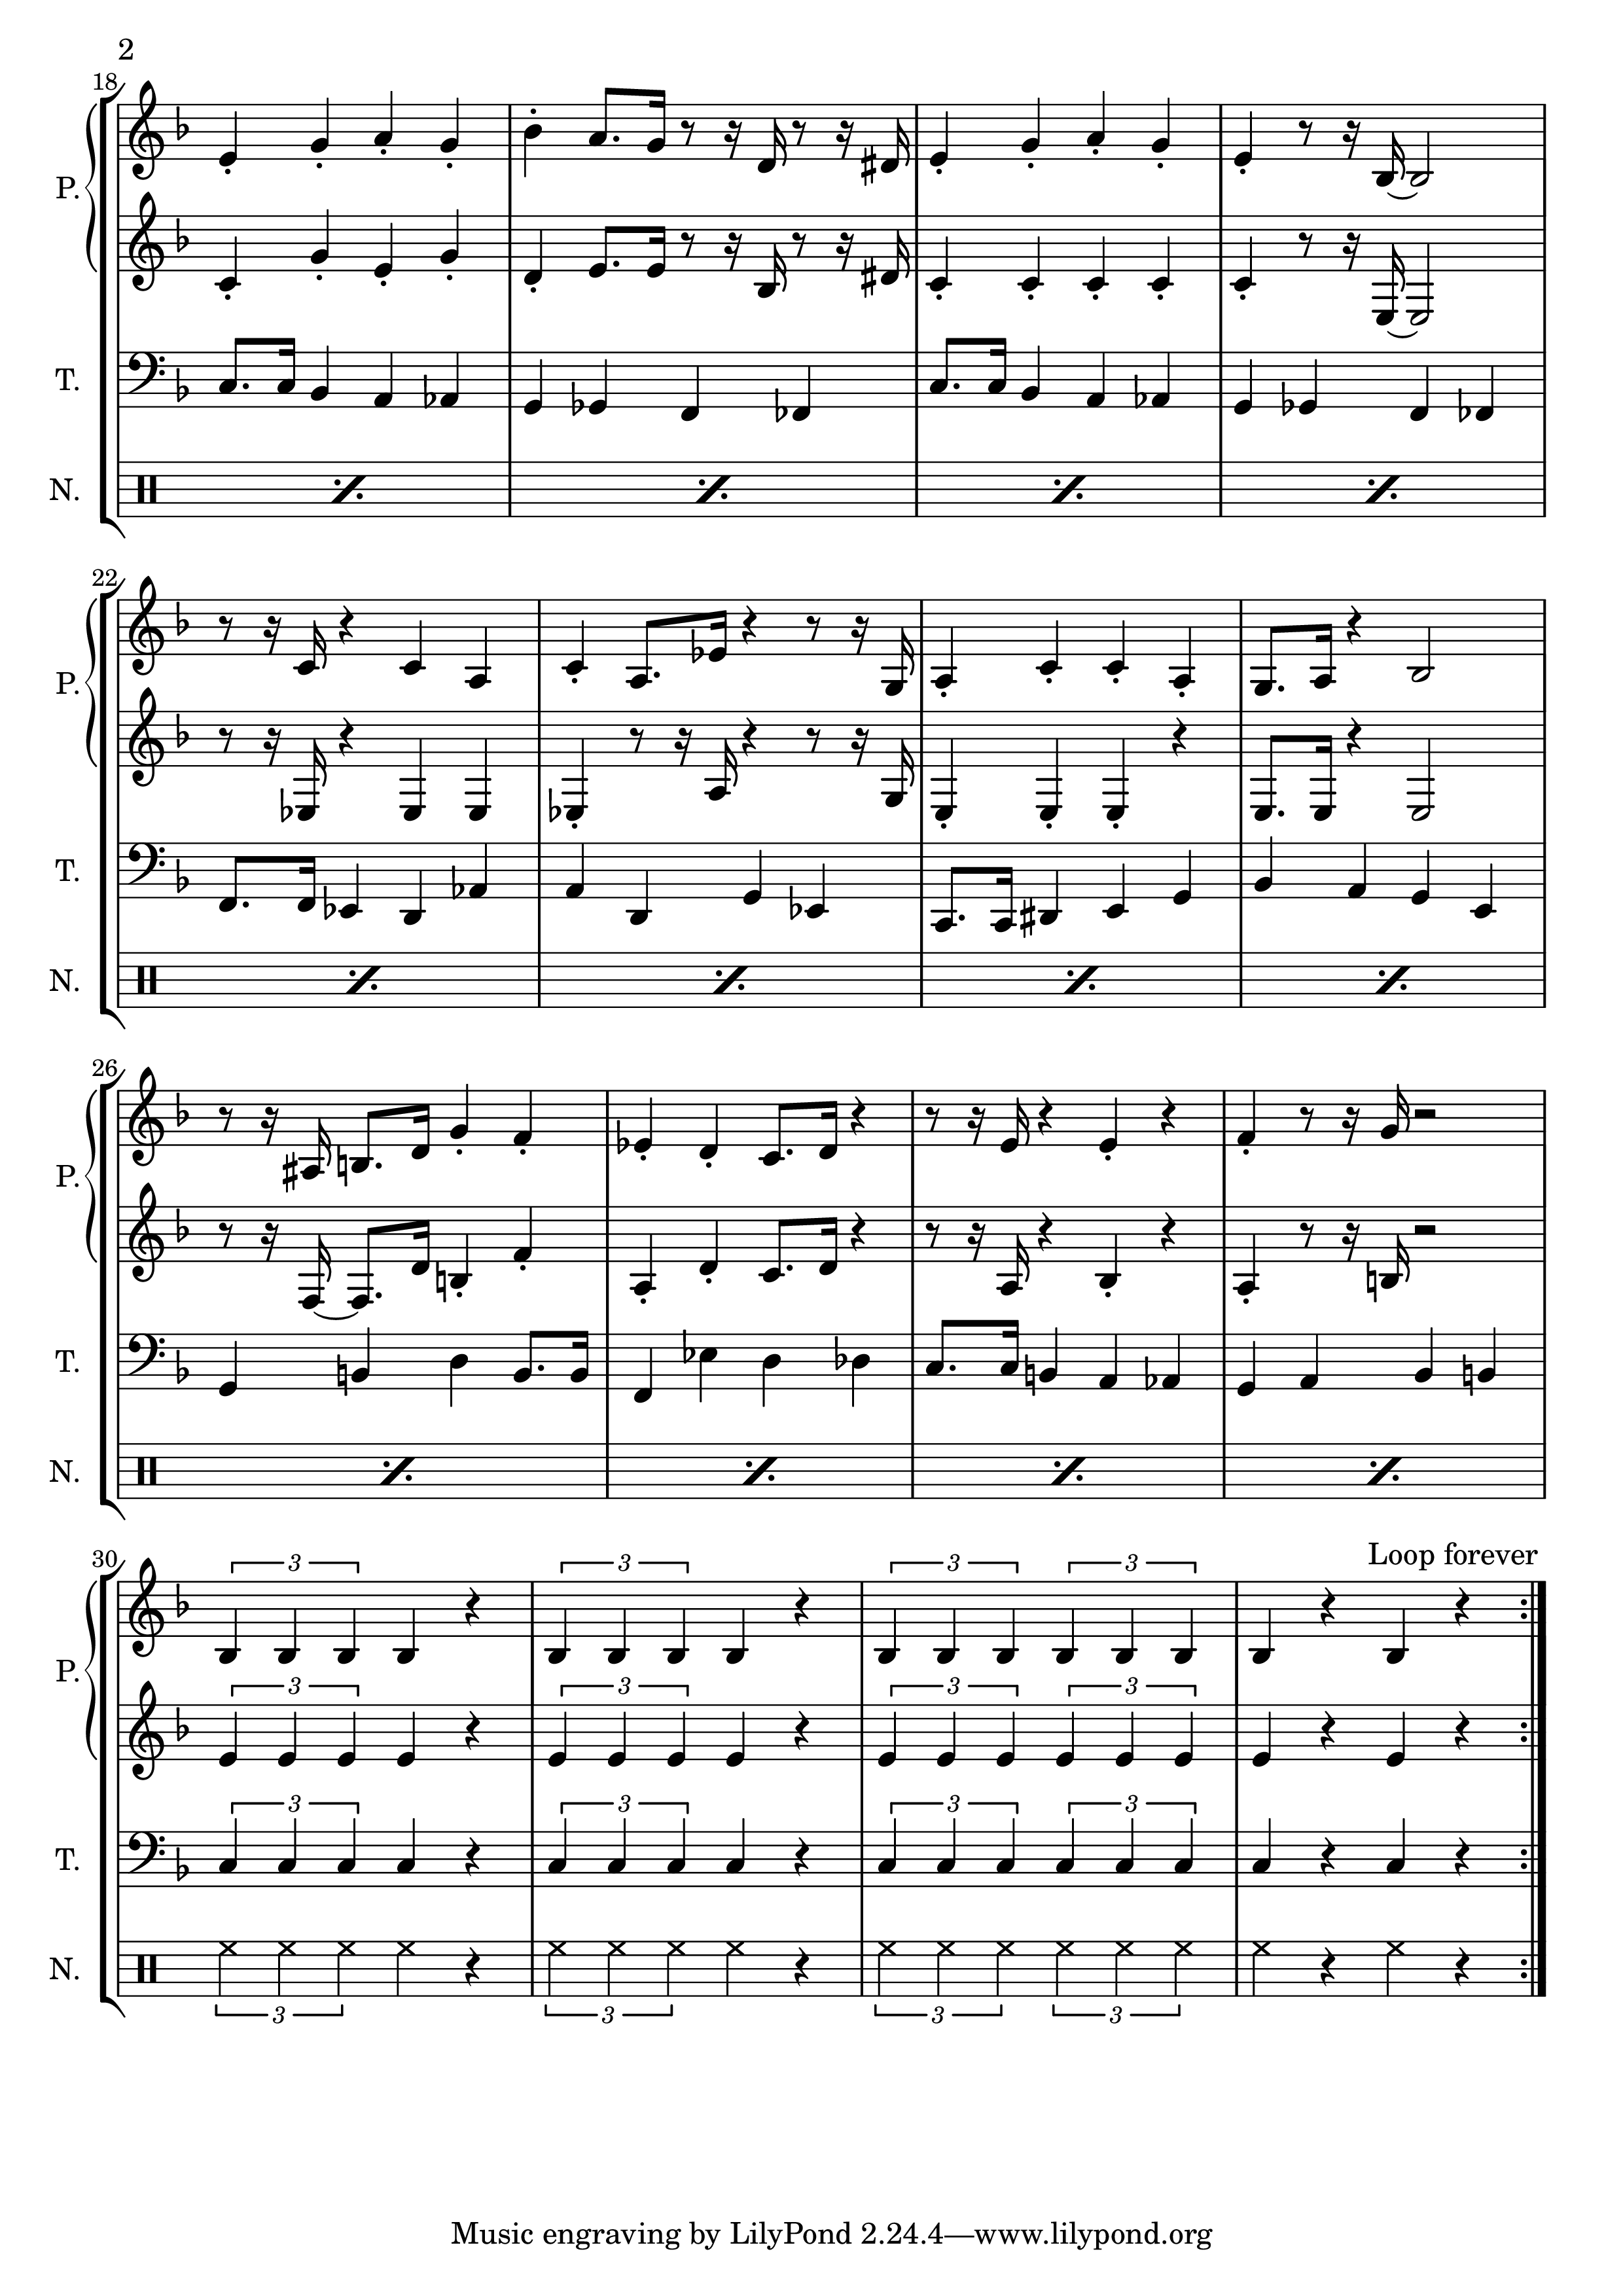 2
18
P.
T.
N.
22
P.
T.
N.
26
P.
T.
N.
30
Loop forever
3 3 3 3
P.
3 3 3 3
3 3 3 3
T.
N.
3 3 3 3
Music engraving by LilyPond 2.24.4—www.lilypond.org